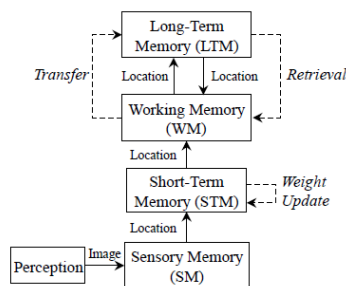 Long-Term
Memory (LTM)
Transfer
Location
Location
Retrieval
Working Memory
(WM)
Location
Short-Term
Memory (STM)
Weight
Update
Location
Image
Perception
Sensory Memory
(SM)